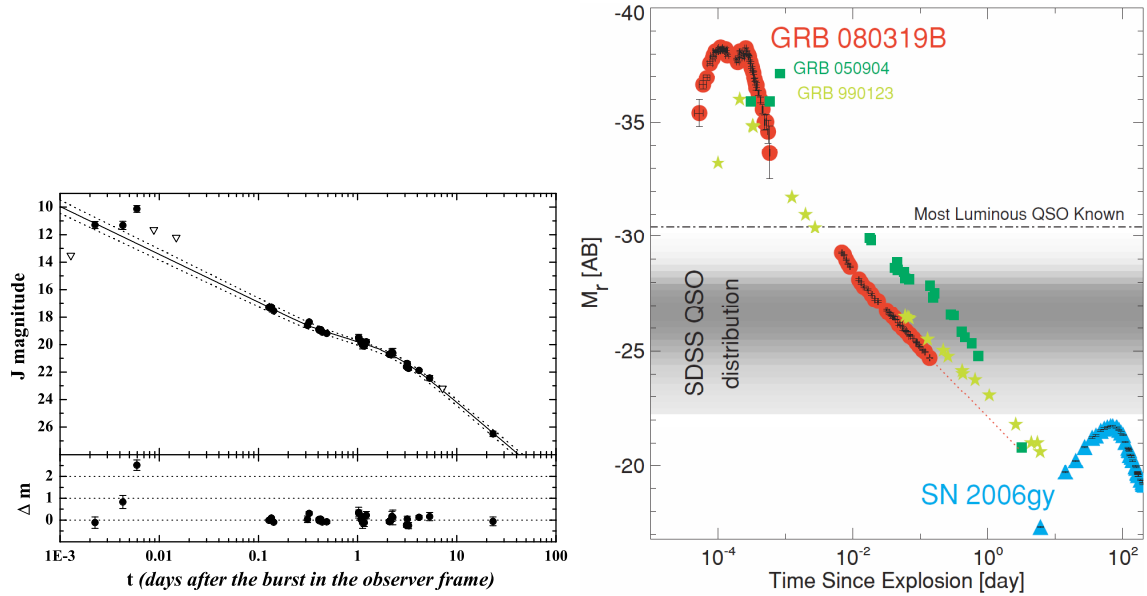 10
12
14
16
18
20
22
24
26
J magnitude
2
1
0
Δ m
1E-3
0.01
0.1
1
10
100
t (days after the burst in the observer frame)
-40
-35
-30
-25
-20
M_r [AB]
GRB 080319B
GRB 050904
GRB 990123
Most Luminous QSO Known
SDSS QSO
distribution
SN 2006gy
10^-4
10^-2
10^0
10^2
Time Since Explosion [day]